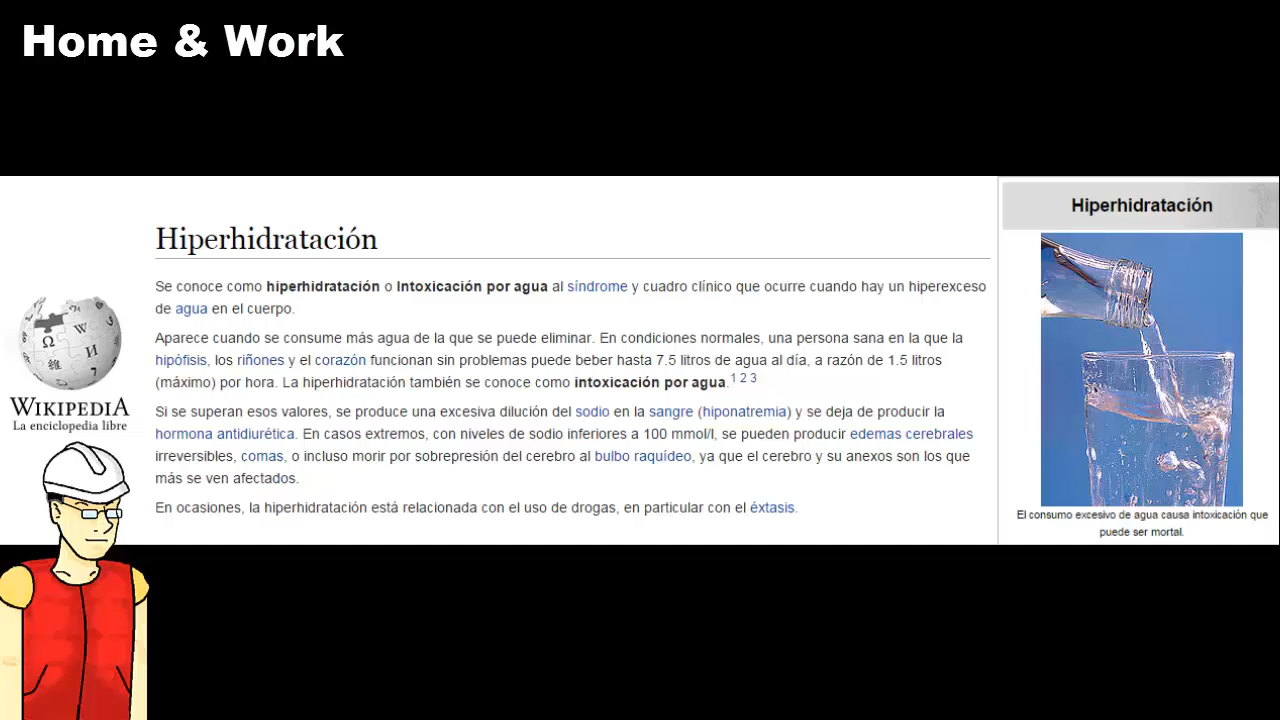 Home & Work
Hiperhidratación
Se conoce como hiperhidratación o Intoxicación por agua al síndrome y cuadro clínico que ocurre cuando hay un hiperexceso
de agua en el cuerpo.
Aparece cuando se consume más agua de la que se puede eliminar. En condiciones normales, una persona sana en la que la
hipófisis, los riñones y el corazón funcionan sin problemas puede beber hasta 7.5 litros de agua al día, a razón de 1.5 litros
(máximo) por hora. La hiperhidratación también se conoce como intoxicación por agua.1 2 3
Si se superan esos valores, se produce una excesiva dilución del sodio en la sangre (hiponatremia) y se deja de producir la
hormona antidiurética. En casos extremos, con niveles de sodio inferiores a 100 mmol/l, se pueden producir edemas cerebrales
irreversibles, comas, o incluso morir por sobrepresión del cerebro al bulbo raquídeo, ya que el cerebro y su anexos son los que
más se ven afectados.
En ocasiones, la hiperhidratación está relacionada con el uso de drogas, en particular con el éxtasis.
Hiperhidratación
El consumo excesivo de agua causa intoxicación que
puede ser mortal.
Ω
W
И
維
7
WIKIPEDIA
La enciclopedia libre